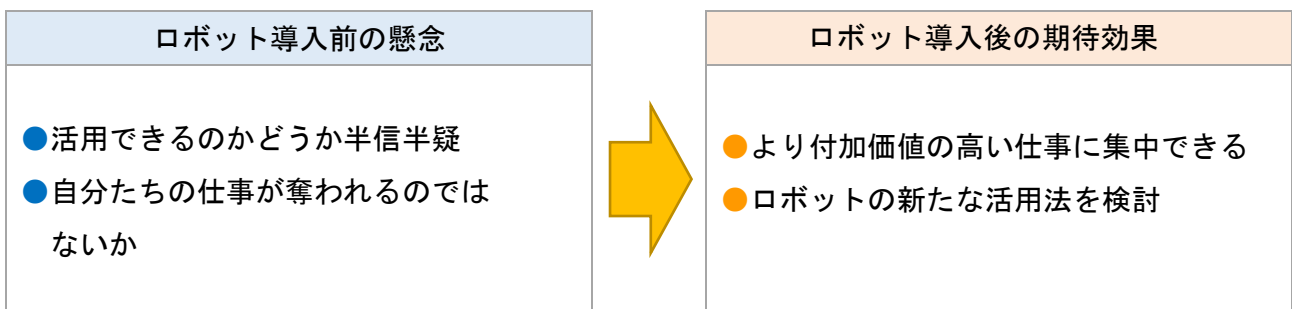 ロボット導入前の懸念
●活用できるのかどうか半信半疑
●自分たちの仕事が奪われるのでは
ないか
ロボット導入後の期待効果
●より付加価値の高い仕事に集中できる
●ロボットの新たな活用法を検討